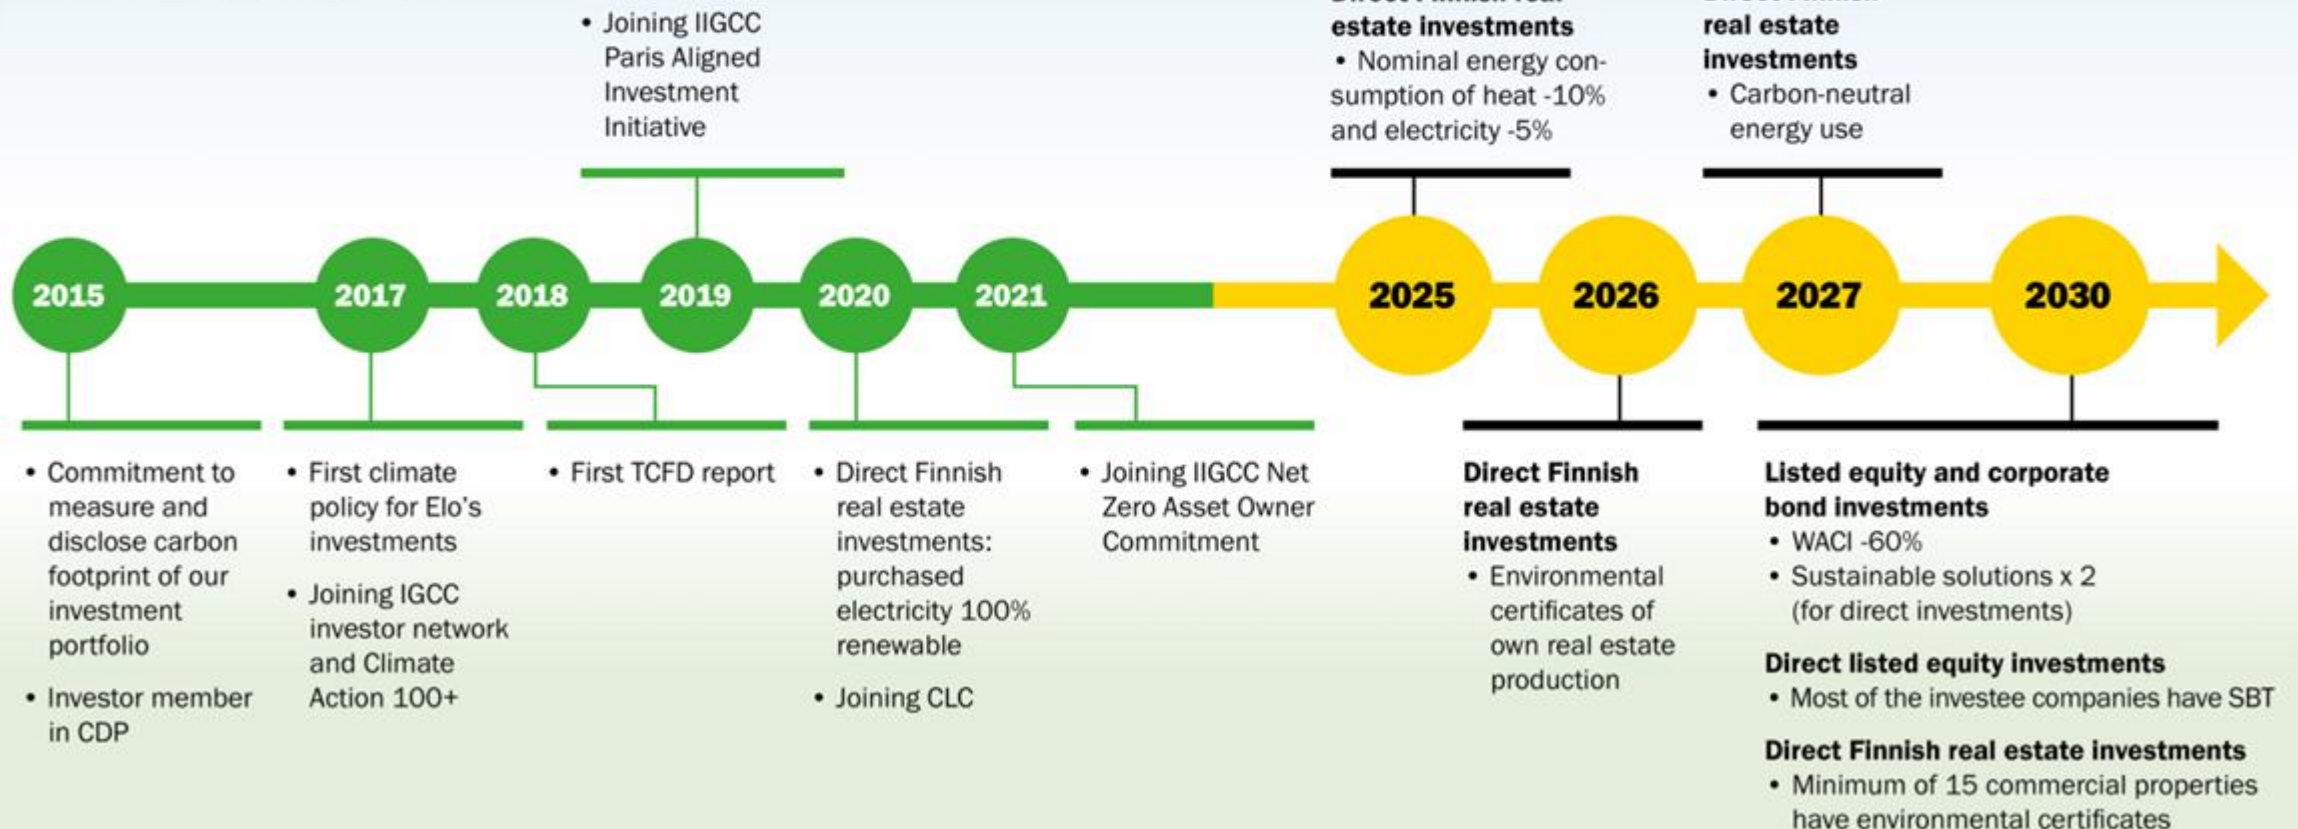 • Joining IIGCC
Paris Aligned
Investment
Initiative
estate investments
• Nominal energy con-
sumption of heat -10%
and electricity -5%
real estate
investments
• Carbon-neutral
energy use
2015
2017
2018
2019
2020
2021
2025
2026
2027
2030
• Commitment to
measure and
disclose carbon
footprint of our
investment
portfolio
• Investor member
in CDP
• First climate
policy for Elo's
investments
• Joining IGCC
investor network
and Climate
Action 100+
• First TCFD report
• Direct Finnish
real estate
investments:
purchased
electricity 100%
renewable
• Joining CLC
• Joining IIGCC Net
Zero Asset Owner
Commitment
Direct Finnish
real estate
investments
• Environmental
certificates of
own real estate
production
Listed equity and corporate
bond investments
• WACI -60%
• Sustainable solutions x 2
(for direct investments)
Direct listed equity investments
• Most of the investee companies have SBT
Direct Finnish real estate investments
• Minimum of 15 commercial properties
have environmental certificates